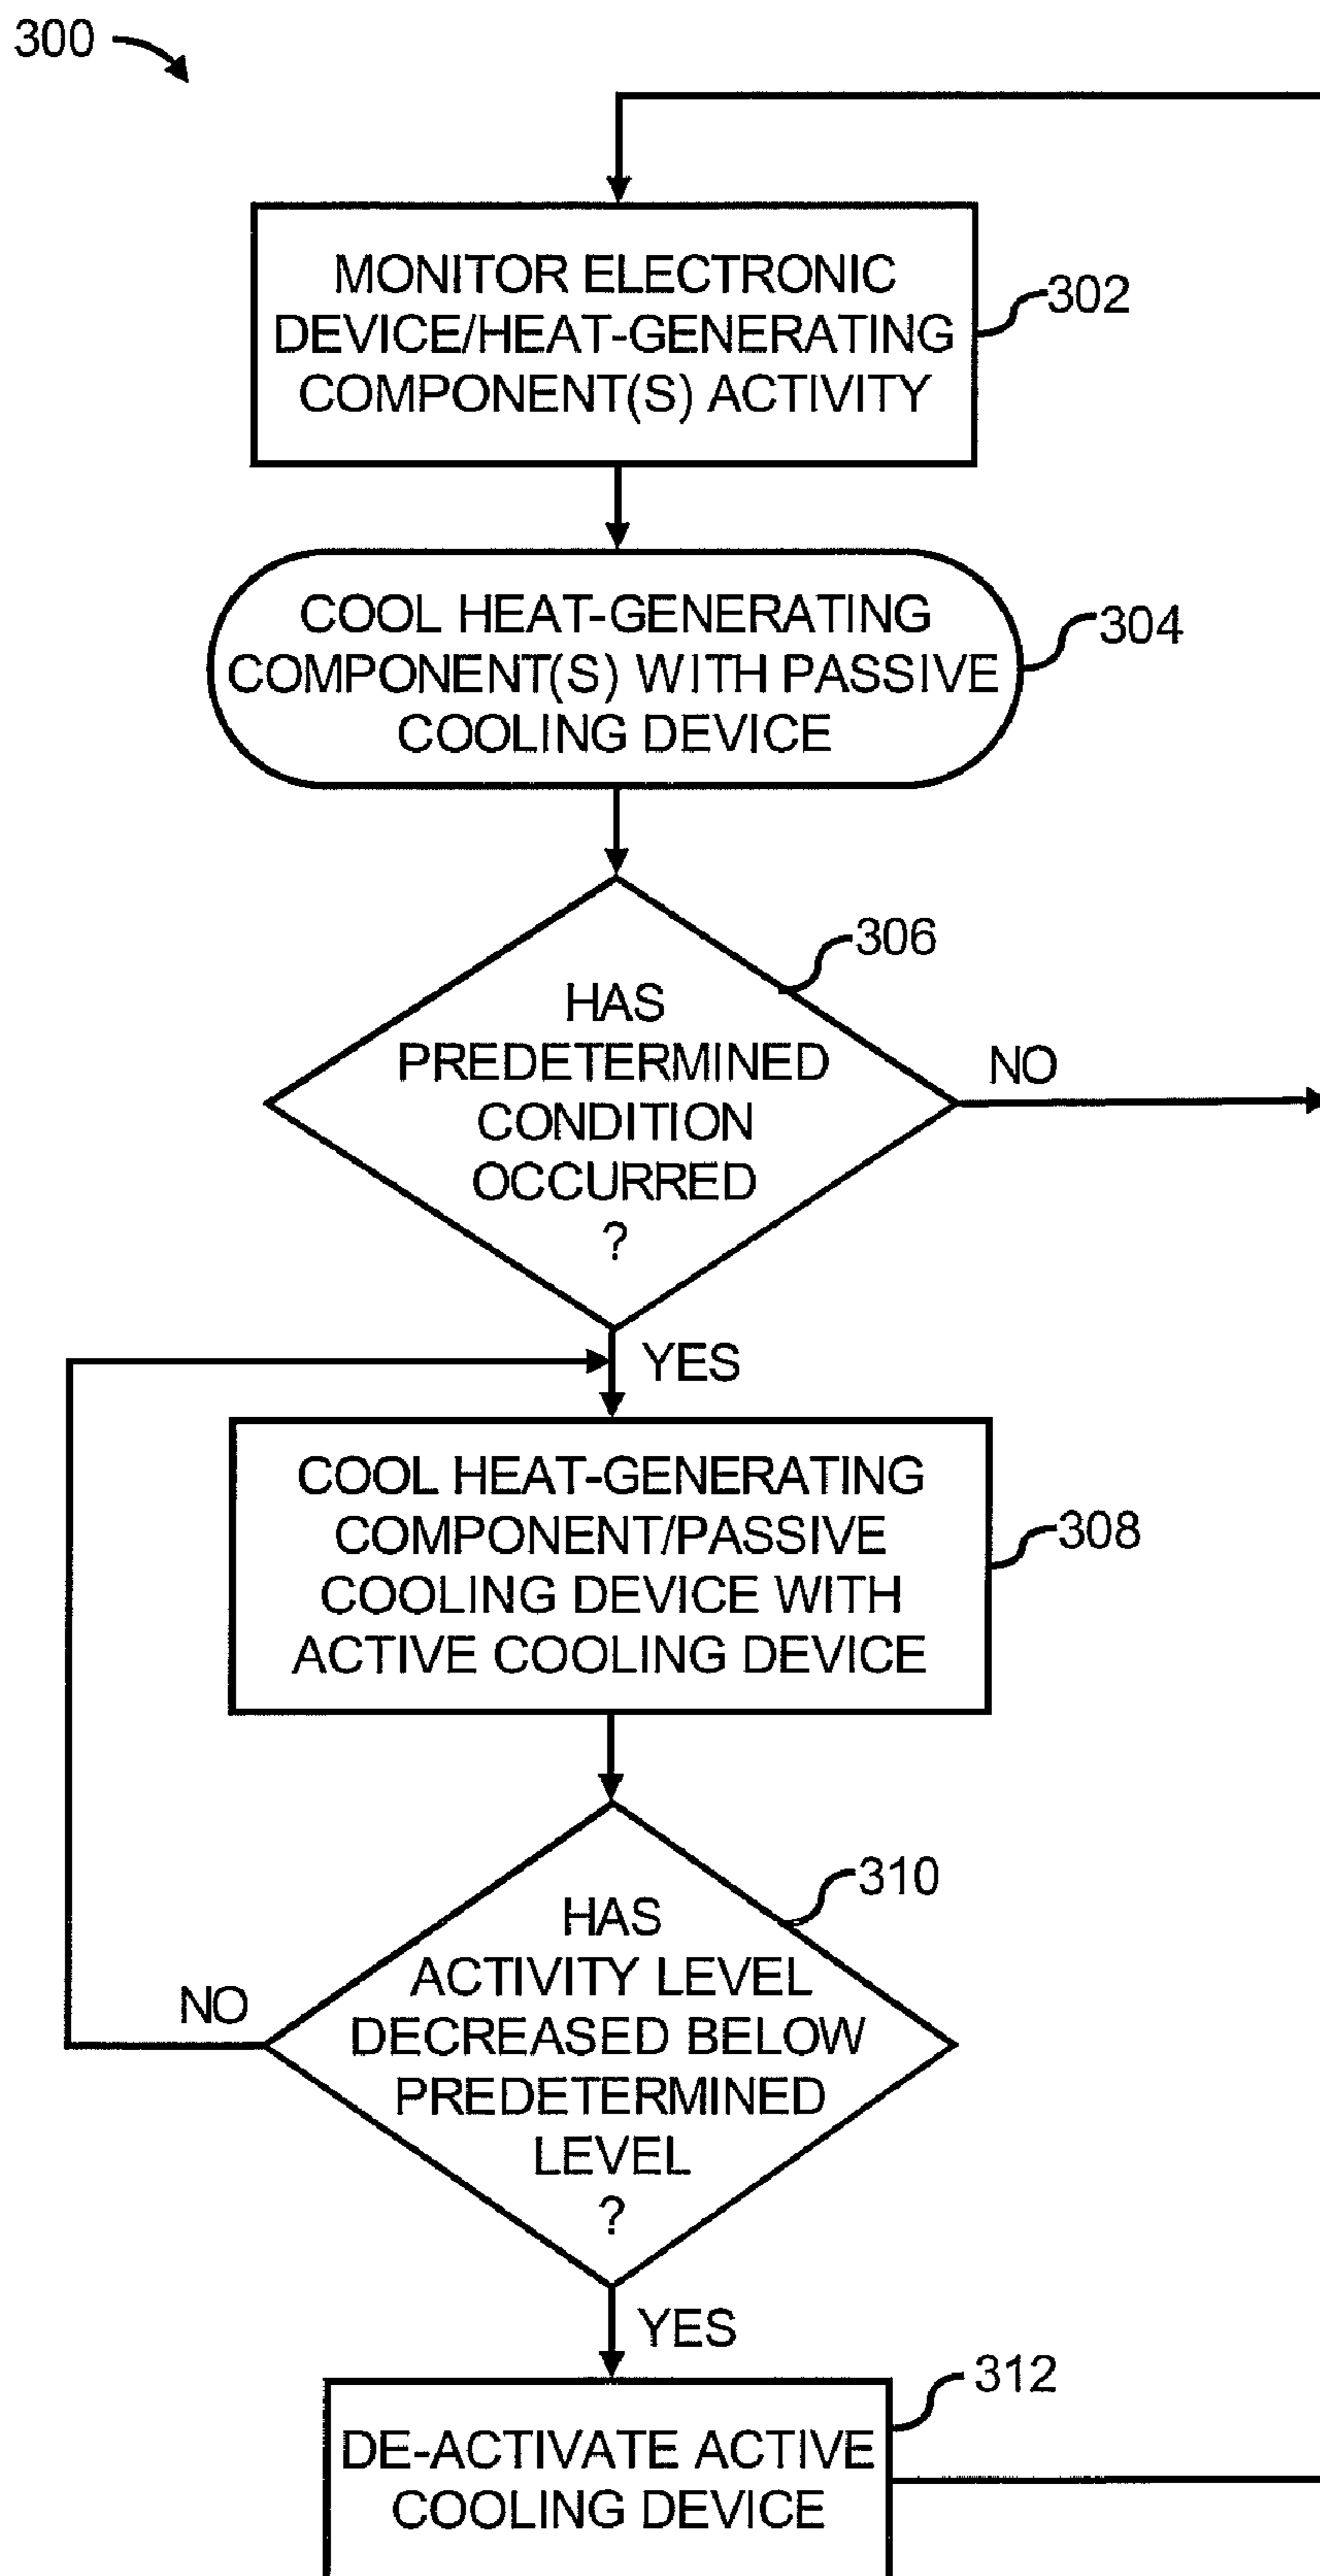 300
MONITOR ELECTRONIC
DEVICE/HEAT-GENERATING
COMPONENT(S) ACTIVITY
302
COOL HEAT-GENERATING
COMPONENT(S) WITH PASSIVE
COOLING DEVICE
304
306
HAS
PREDETERMINED
CONDITION
OCCURRED
?
NO
YES
COOL HEAT-GENERATING
COMPONENT/PASSIVE
COOLING DEVICE WITH
ACTIVE COOLING DEVICE
308
310
HAS
ACTIVITY LEVEL
DECREASED BELOW
PREDETERMINED
LEVEL
?
NO
YES
312
DE-ACTIVATE ACTIVE
COOLING DEVICE